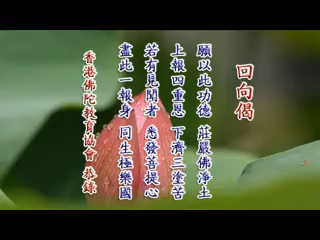 回向偈
願以此功德 莊嚴佛淨土
上報四重恩 下濟三塗苦
若有見聞者 悉發菩提心
盡此一報身 同生極樂國
香港佛陀教育協會 恭錄